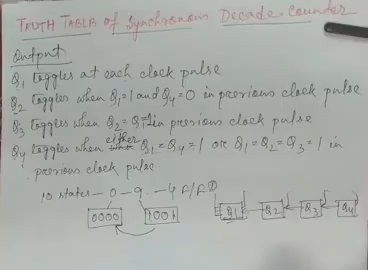 TRUTH TABLE of Synchronous Decade Counter
Output
Q1 toggles at each clock pulse
Q2 toggles when Q1=1 and Q4=0 in previous clock pulse
Q3 toggles when Q2=Q1=1 in previous clock pulse
Q4 toggles when either Q1=Q4=1 or Q1=Q2=Q3=1 in
previous clock pulse
10 states - 0 - 9 - 4 F/F
0000 1001 Q1 Q2 Q3 Q4